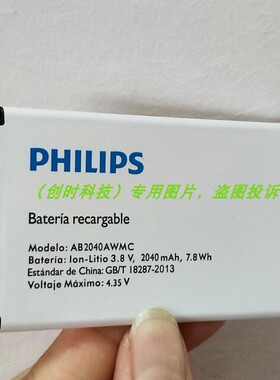 PHILIPS
（创时科技）专用图片，盗图投诉
Batería recargable
Modelo: AB2040AWMC
Batería: Ion-Litio 3.8 V, 2040 mAh, 7.8 Wh
Estándar de China: GB/T 18287-2013
Voltaje Máximo: 4.35 V